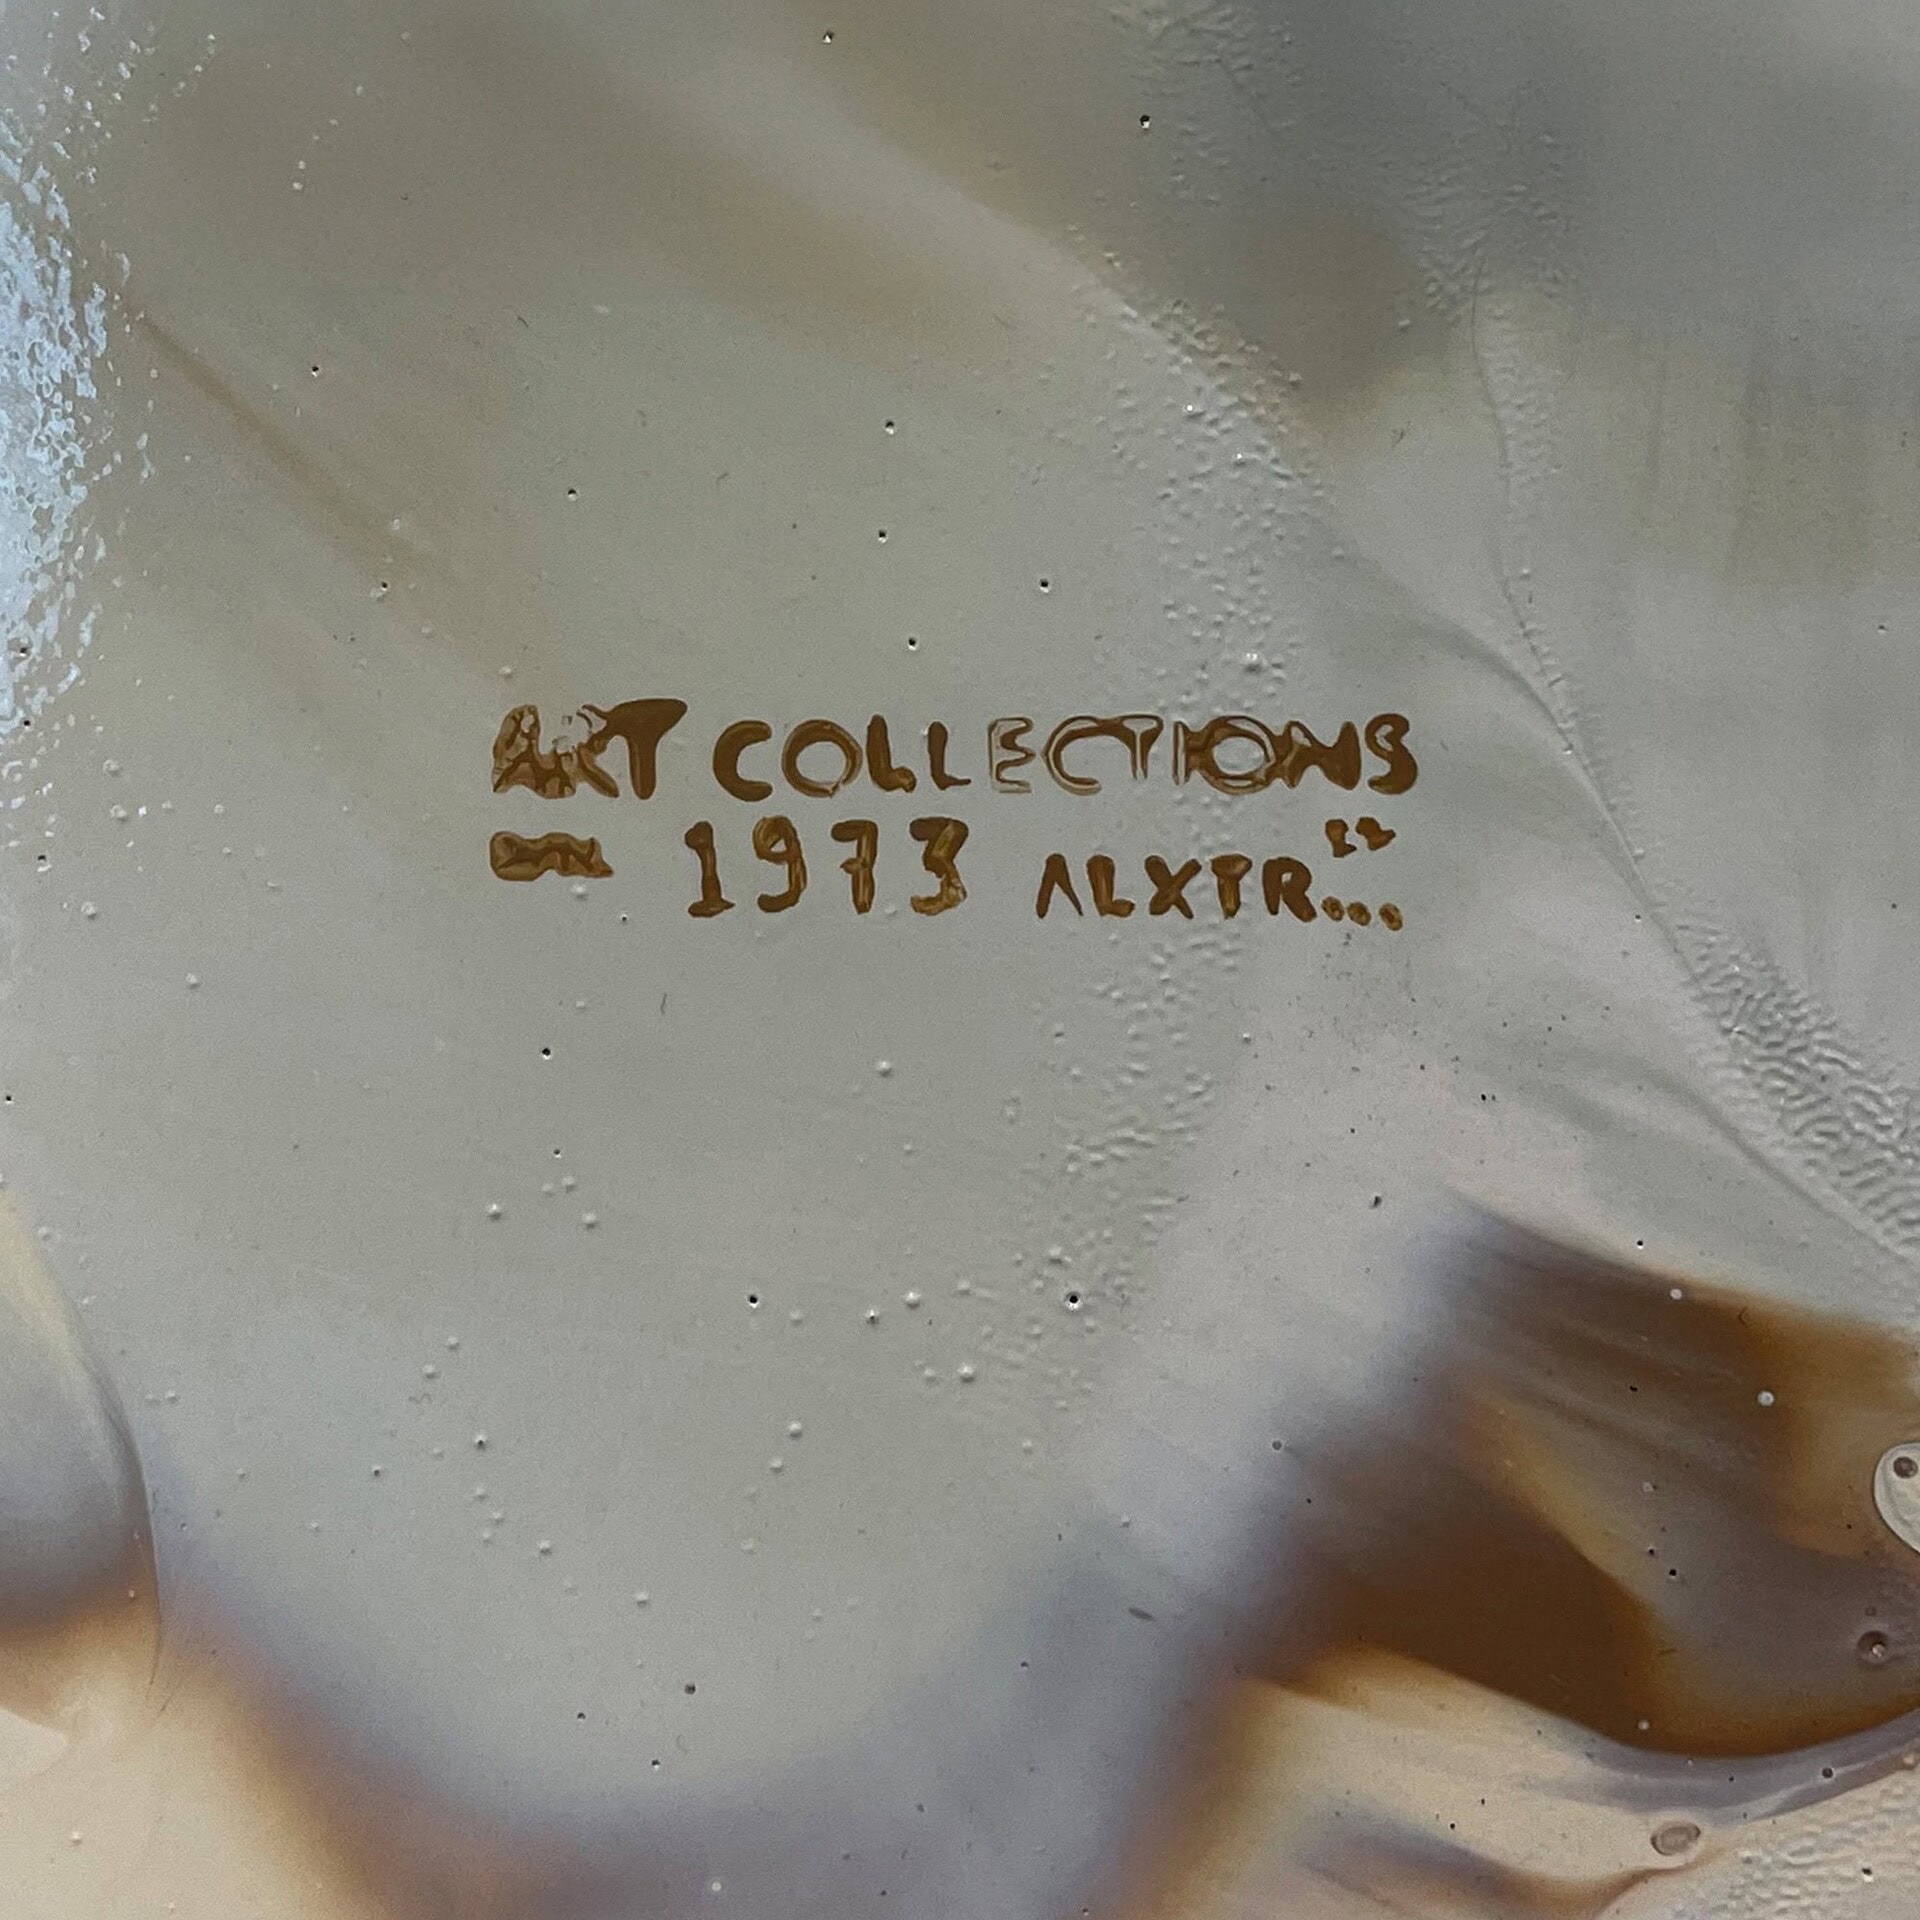 ART COLLECTIONS
1973 ALXTR...